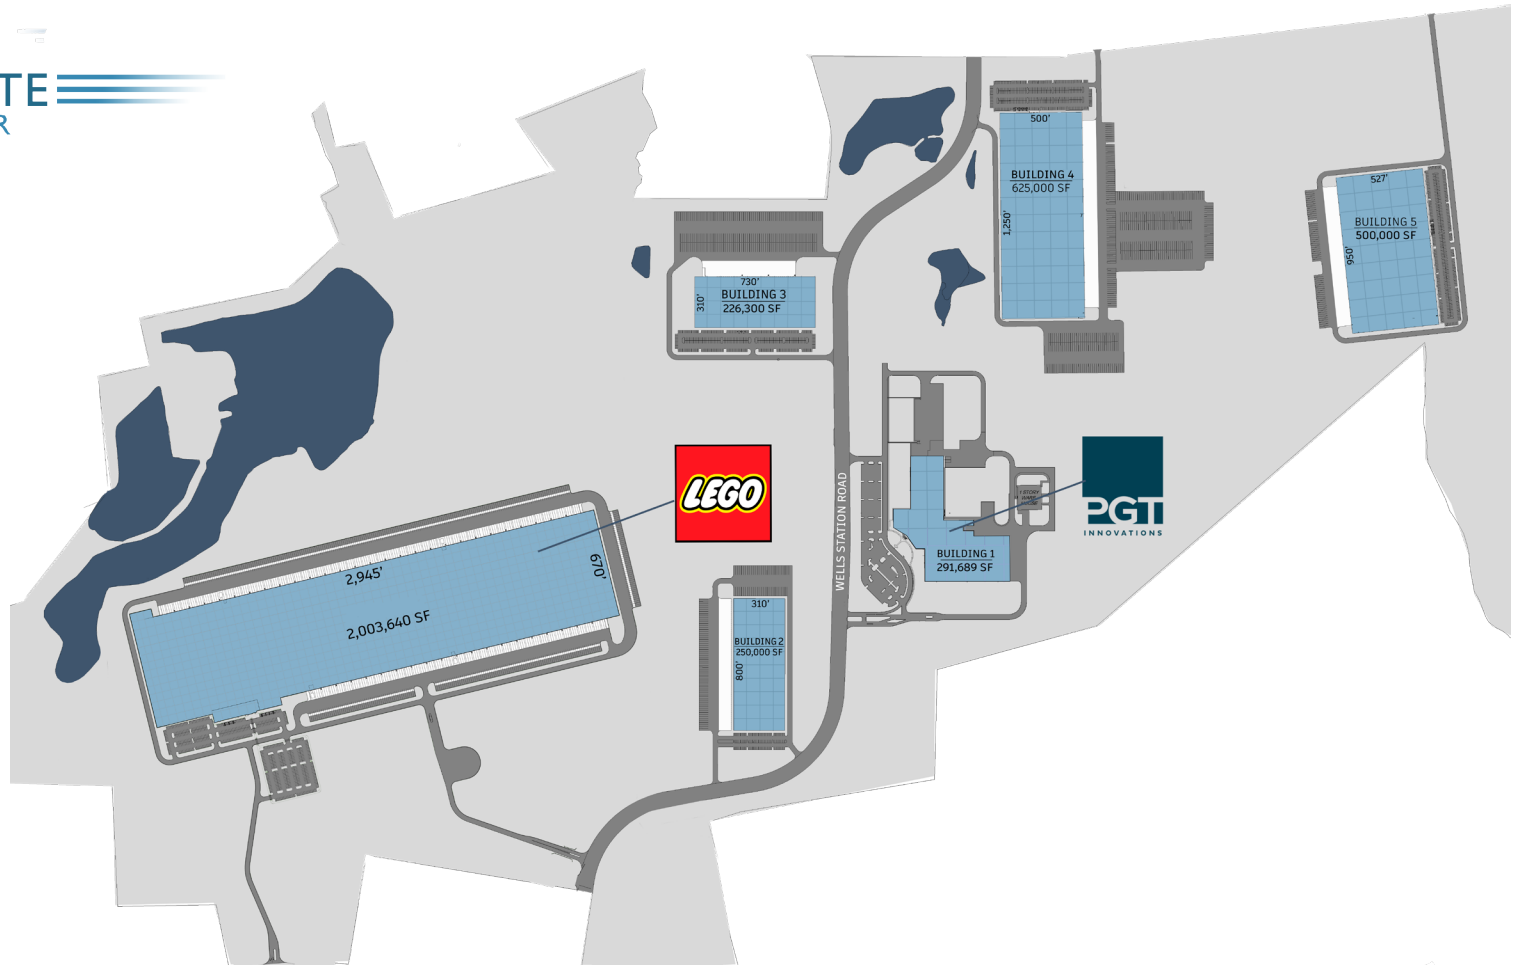 TE
R
500'
BUILDING 4
625,000 SF
1,250'
527'
BUILDING 5
500,000 SF
950'
730'
310'
BUILDING 3
226,300 SF
LEGO
PGT
INNOVATIONS
WELLS STATION ROAD
BUILDING 1
291,689 SF
2,945'
670'
2,003,640 SF
310'
BUILDING 2
250,000 SF
800'